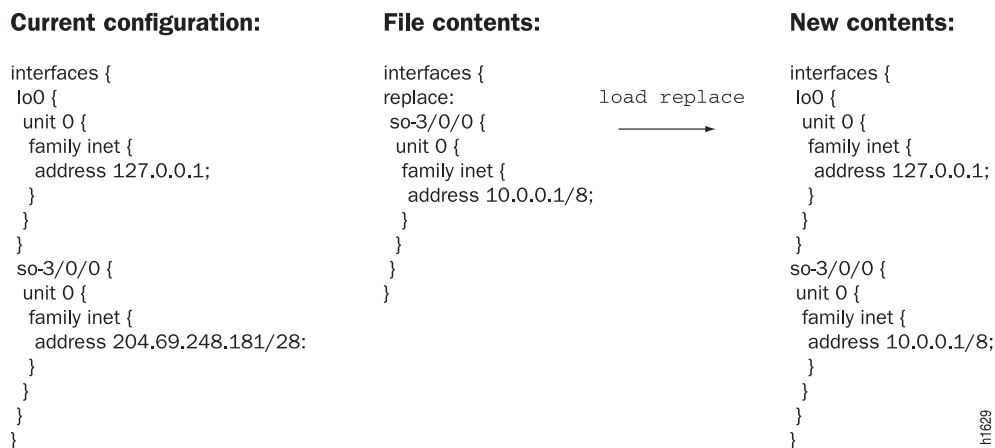 Current configuration:
interfaces {
lo0 {
unit 0 {
family inet {
address 127.0.0.1;
}
}
}
so-3/0/0 {
unit 0 {
family inet {
address 204.69.248.181/28:
}
}
}
}
File contents:
interfaces {
replace:
so-3/0/0 {
unit 0 {
family inet {
address 10.0.0.1/8;
}
}
}
}
load replace
New contents:
interfaces {
lo0 {
unit 0 {
family inet {
address 127.0.0.1;
}
}
}
so-3/0/0 {
unit 0 {
family inet {
address 10.0.0.1/8;
}
}
}
}
h1629